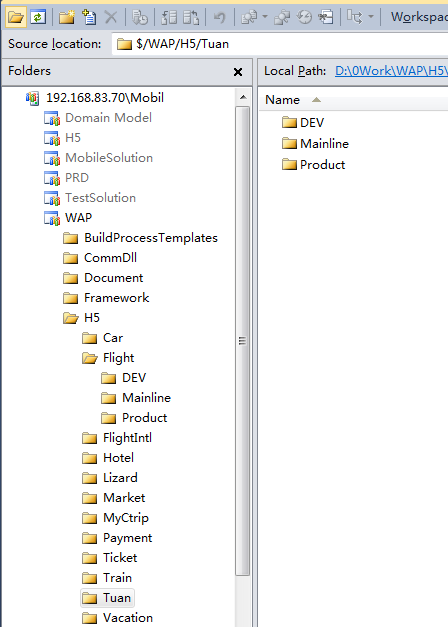 Workspac
Source location: $/WAP/H5/Tuan
Folders
Local Path: D:\0Work\WAP\H5\
192.168.83.70\Mobil
Domain Model
H5
MobileSolution
PRD
TestSolution
WAP
BuildProcessTemplates
CommDll
Document
Framework
H5
Car
Flight
DEV
Mainline
Product
FlightIntl
Hotel
Lizard
Market
MyCtrip
Payment
Ticket
Train
Tuan
Vacation
Name
DEV
Mainline
Product